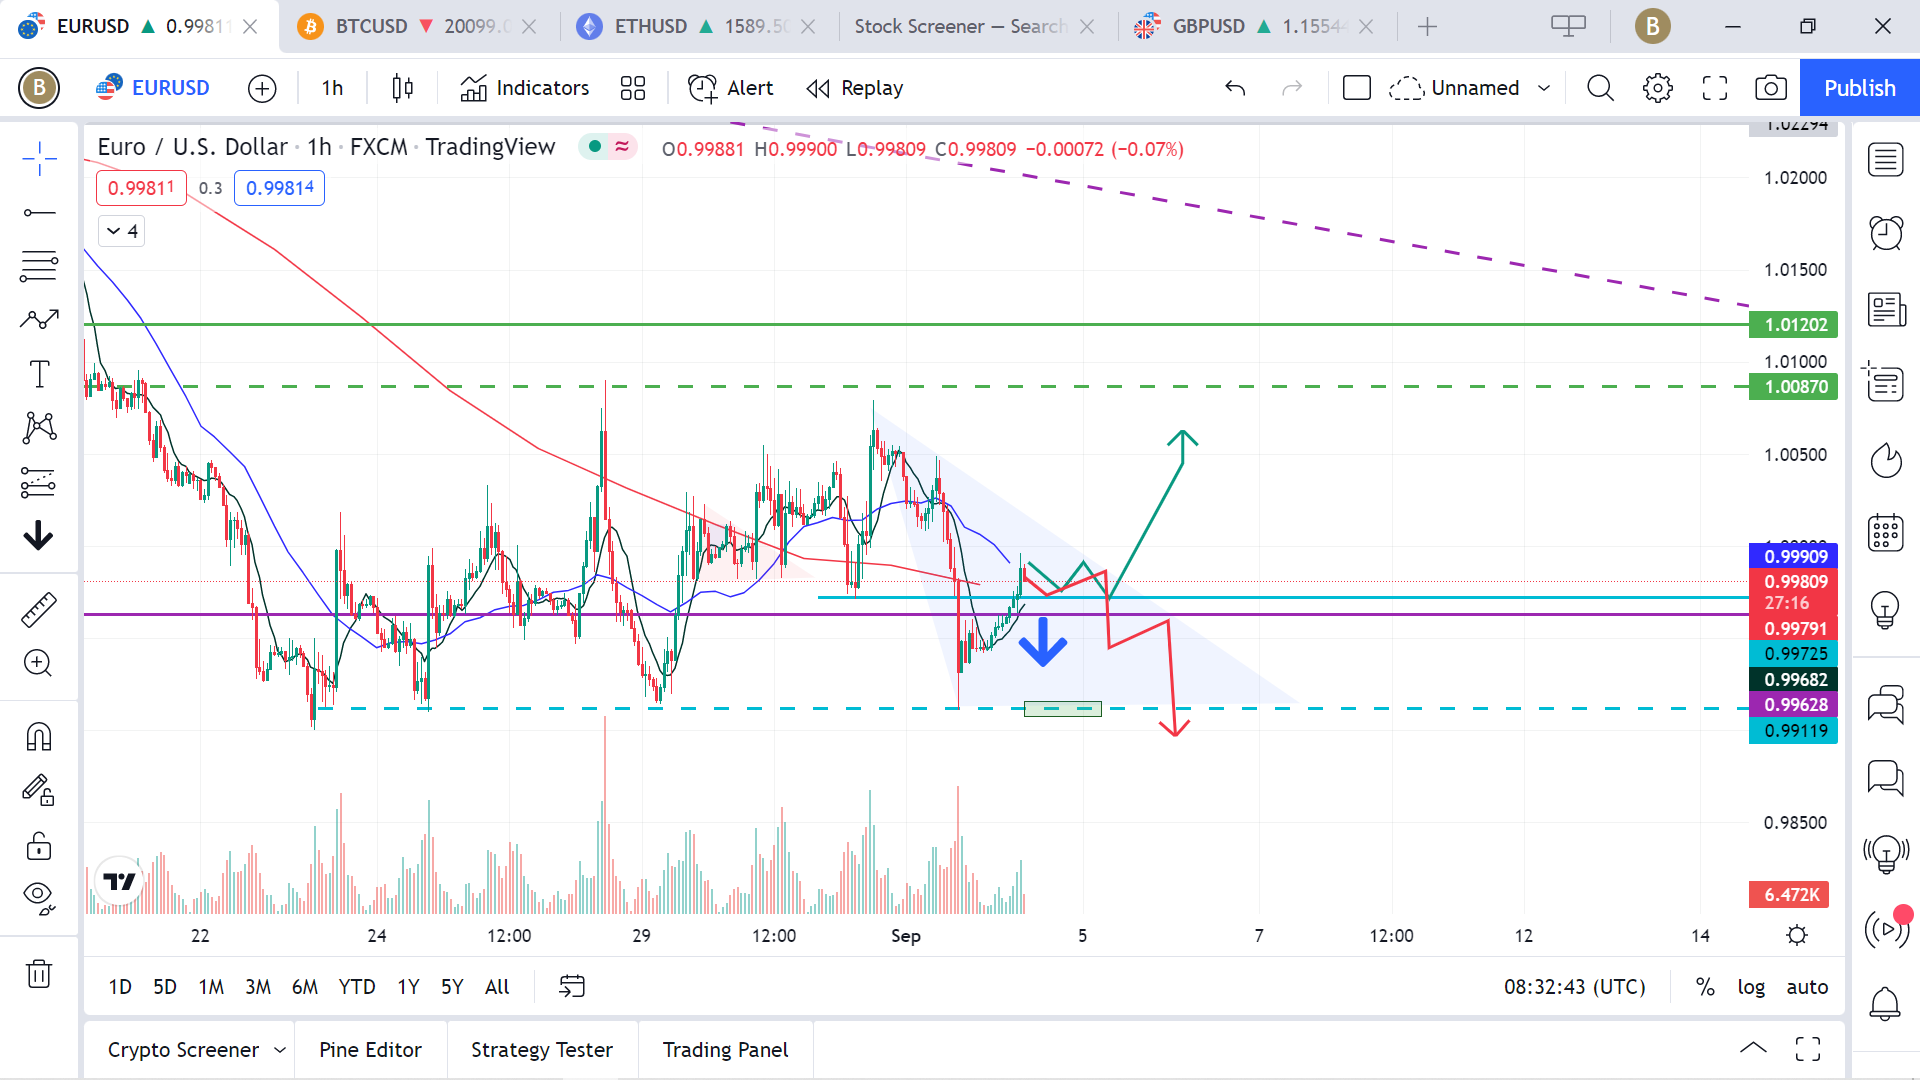 EURUSD ▲ 0.99811
BTCUSD ▼ 20099.0
ETHUSD ▲ 1589.50
Stock Screener — Search
GBPUSD ▲ 1.15544
B
B
EURUSD
1h
Indicators
Alert
Replay
Unnamed
Publish
Euro / U.S. Dollar · 1h · FXCM · TradingView
O0.99881 H0.99900 L0.99809 C0.99809 −0.00072 (−0.07%)
0.99811 0.3 0.99814
4
1.02294
1.02000
1.01500
1.01202
1.01000
1.00870
1.00500
0.99909
0.99809
27:16
0.99791
0.99725
0.99682
0.99628
0.99119
0.98500
6.472K
22 24 12:00 29 12:00 Sep 5 7 12:00 12 14
1D 5D 1M 3M 6M YTD 1Y 5Y All
08:32:43 (UTC) % log auto
Crypto Screener Pine Editor Strategy Tester Trading Panel